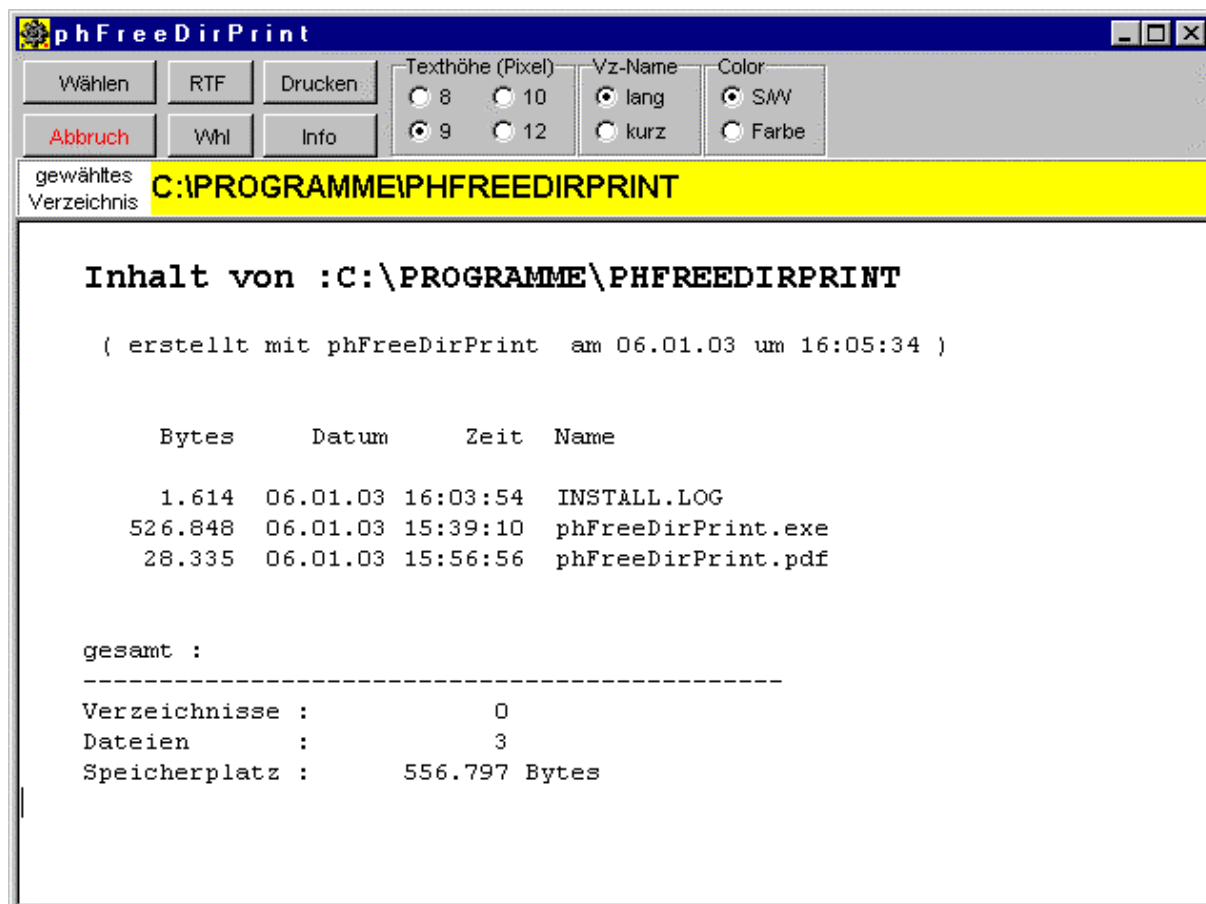 phFreeDirPrint
Wählen RTF Drucken Texthöhe (Pixel) Vz-Name Color
8 10 lang S/W
Abbruch Whl Info 9 12 kurz Farbe
gewähltes
Verzeichnis C:\PROGRAMME\PHFREEDIRPRINT
Inhalt von :C:\PROGRAMME\PHFREEDIRPRINT
( erstellt mit phFreeDirPrint am 06.01.03 um 16:05:34 )
Bytes Datum Zeit Name
1.614 06.01.03 16:03:54 INSTALL.LOG
526.848 06.01.03 15:39:10 phFreeDirPrint.exe
28.335 06.01.03 15:56:56 phFreeDirPrint.pdf
gesamt :
----------------------------------------------
Verzeichnisse : 0
Dateien : 3
Speicherplatz : 556.797 Bytes